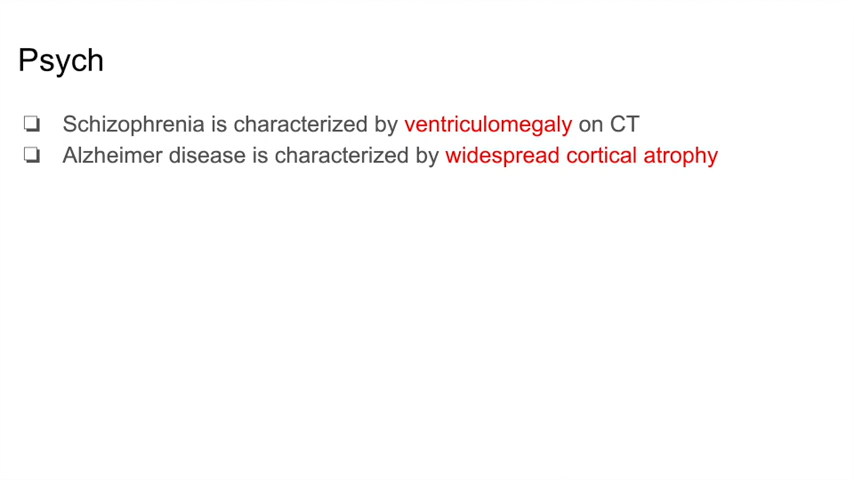 Psych
❏ Schizophrenia is characterized by ventriculomegaly on CT
❏ Alzheimer disease is characterized by widespread cortical atrophy